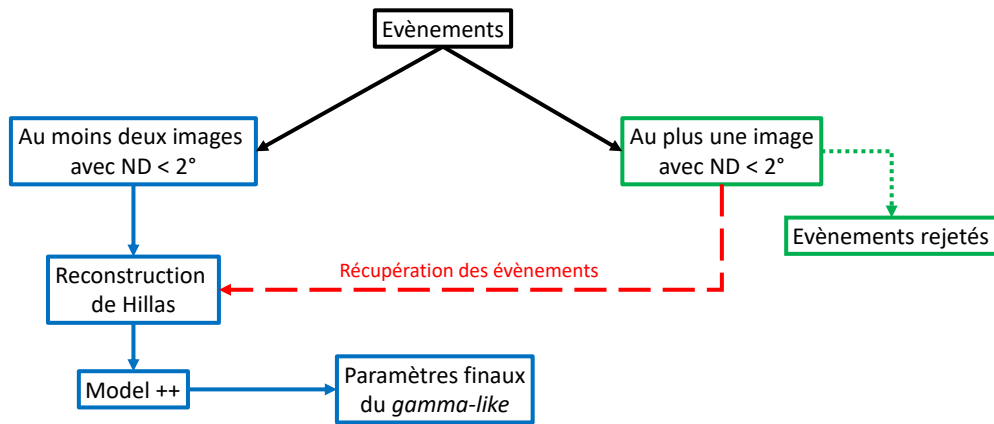 Evènements
Au moins deux images
avec ND < 2°
Au plus une image
avec ND < 2°
Evènements rejetés
Récupération des évènements
Reconstruction
de Hillas
Model ++
Paramètres finaux
du gamma-like